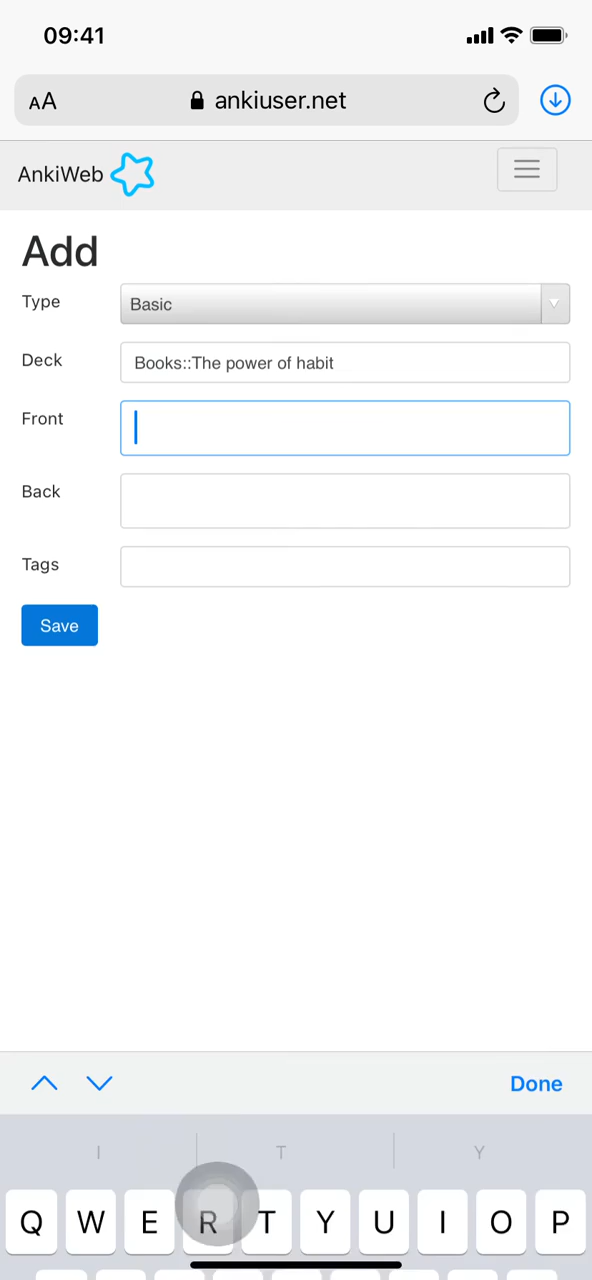 09:41
AA ankiuser.net
AnkiWeb
Add
Type Basic
Deck Books::The power of habit
Front
Back
Tags
Save
Done
I T Y
Q W E R T Y U I O P